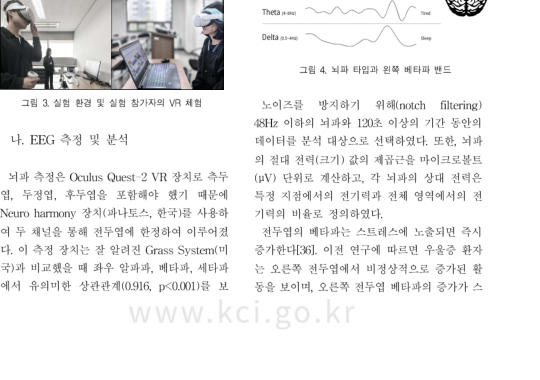 그림 3. 실험 환경 및 실험 참가자의 VR 체험
나. EEG 측정 및 분석
뇌파 측정은 Oculus Quest-2 VR 장치로 측두
엽, 두정엽, 후두엽을 포함해야 했기 때문에
Neuro harmony 장치(파나토스, 한국)를 사용하
여 두 채널을 통해 전두엽에 한정하여 이루어졌
다. 이 측정 장치는 잘 알려진 Grass System(미
국)과 비교했을 때 좌우 알파파, 베타파, 세타파
에서 유의미한 상관관계(0.916, p<0.001)를 보
Theta (4-8Hz) Tired
Delta (0.5-4Hz) Sleep
그림 4. 뇌파 타입과 왼쪽 베타파 밴드
노이즈를 방지하기 위해(notch filtering)
48Hz 이하의 뇌파와 120초 이상의 기간 동안의
데이터를 분석 대상으로 선택하였다. 또한, 뇌파
의 절대 전력(크기) 값의 제곱근을 마이크로볼트
(μV) 단위로 계산하고, 각 뇌파의 상대 전력은
특정 지점에서의 전기력과 전체 영역에서의 전
기력의 비율로 정의하였다.
전두엽의 베타파는 스트레스에 노출되면 즉시
증가한다[36]. 이전 연구에 따르면 우울증 환자
는 오른쪽 전두엽에서 비정상적으로 증가된 활
동을 보이며, 오른쪽 전두엽 베타파의 증가가 스
www.kci.go.kr